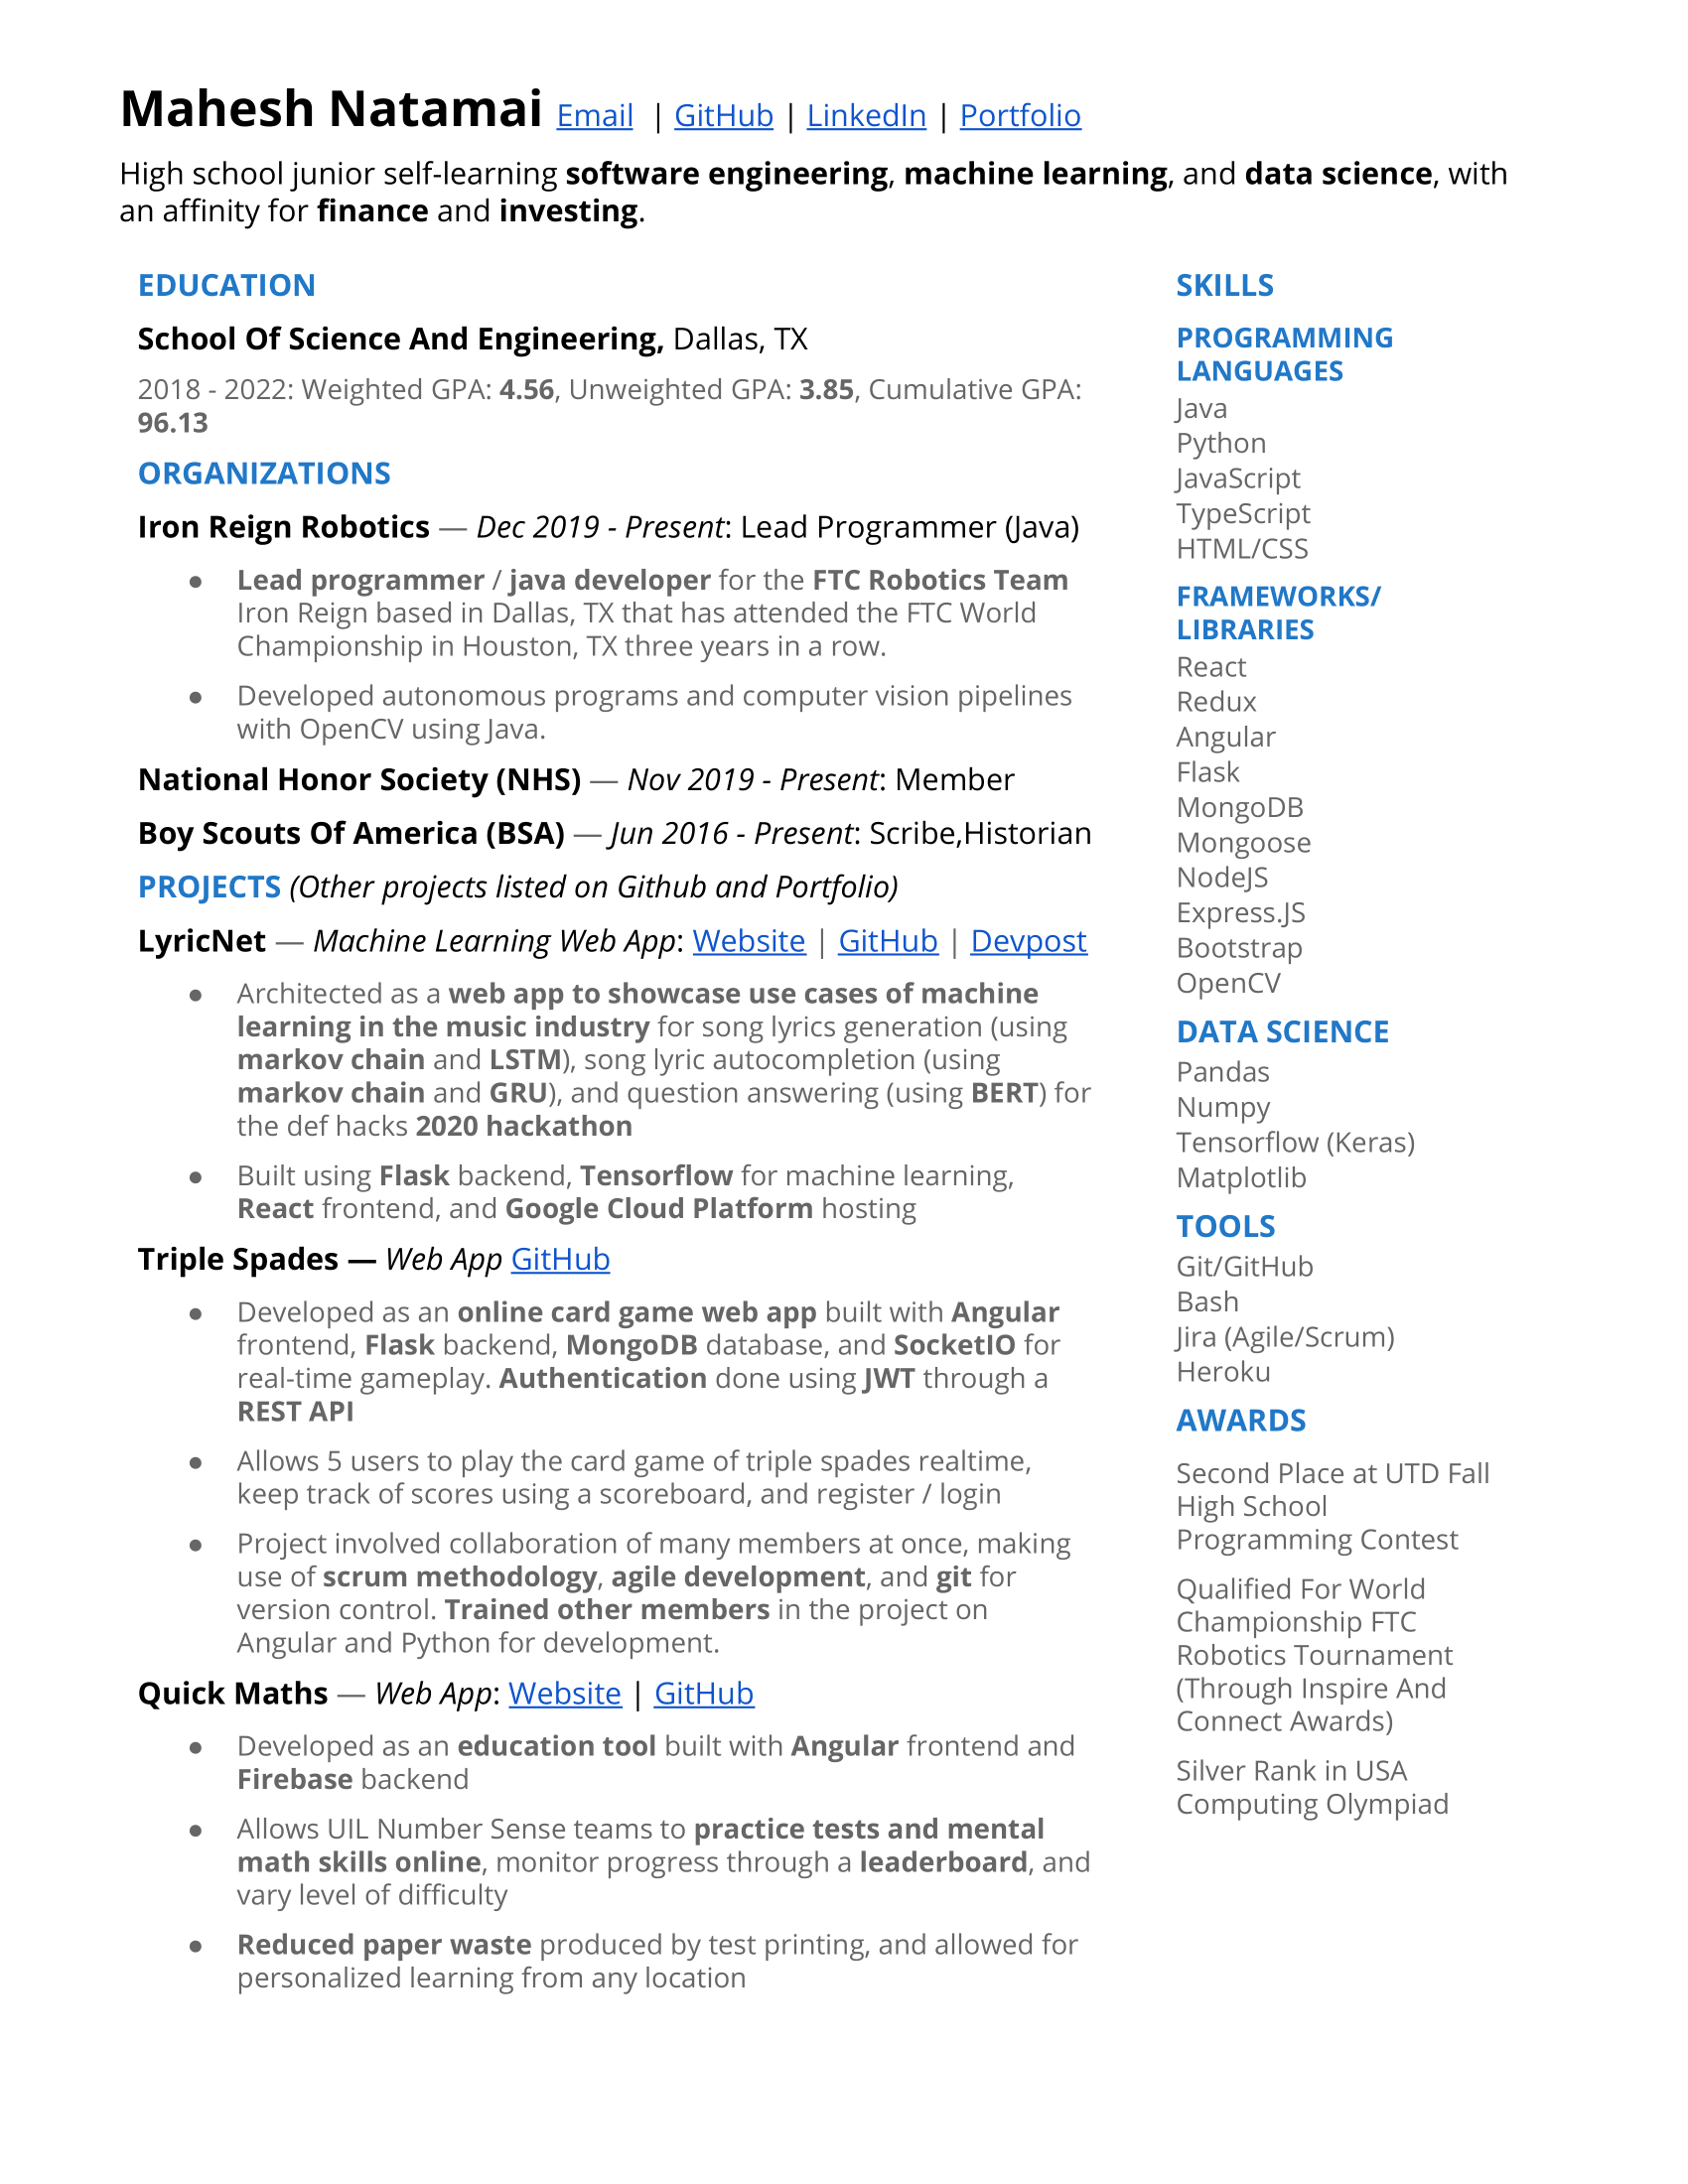 Mahesh Natamai Email | GitHub | LinkedIn | Portfolio
High school junior self-learning software engineering, machine learning, and data science, with
an affinity for finance and investing.
EDUCATION
School Of Science And Engineering, Dallas, TX
2018 - 2022: Weighted GPA: 4.56, Unweighted GPA: 3.85, Cumulative GPA:
96.13
ORGANIZATIONS
Iron Reign Robotics — Dec 2019 - Present: Lead Programmer (Java)
● Lead programmer / java developer for the FTC Robotics Team
Iron Reign based in Dallas, TX that has attended the FTC World
Championship in Houston, TX three years in a row.
● Developed autonomous programs and computer vision pipelines
with OpenCV using Java.
National Honor Society (NHS) — Nov 2019 - Present: Member
Boy Scouts Of America (BSA) — Jun 2016 - Present: Scribe,Historian
PROJECTS (Other projects listed on Github and Portfolio)
LyricNet — Machine Learning Web App: Website | GitHub | Devpost
● Architected as a web app to showcase use cases of machine
learning in the music industry for song lyrics generation (using
markov chain and LSTM), song lyric autocompletion (using
markov chain and GRU), and question answering (using BERT) for
the def hacks 2020 hackathon
● Built using Flask backend, Tensorflow for machine learning,
React frontend, and Google Cloud Platform hosting
Triple Spades — Web App GitHub
● Developed as an online card game web app built with Angular
frontend, Flask backend, MongoDB database, and SocketIO for
real-time gameplay. Authentication done using JWT through a
REST API
● Allows 5 users to play the card game of triple spades realtime,
keep track of scores using a scoreboard, and register / login
● Project involved collaboration of many members at once, making
use of scrum methodology, agile development, and git for
version control. Trained other members in the project on
Angular and Python for development.
Quick Maths — Web App: Website | GitHub
● Developed as an education tool built with Angular frontend and
Firebase backend
● Allows UIL Number Sense teams to practice tests and mental
math skills online, monitor progress through a leaderboard, and
vary level of difficulty
● Reduced paper waste produced by test printing, and allowed for
personalized learning from any location
SKILLS
PROGRAMMING
LANGUAGES
Java
Python
JavaScript
TypeScript
HTML/CSS
FRAMEWORKS/
LIBRARIES
React
Redux
Angular
Flask
MongoDB
Mongoose
NodeJS
Express.JS
Bootstrap
OpenCV
DATA SCIENCE
Pandas
Numpy
Tensorflow (Keras)
Matplotlib
TOOLS
Git/GitHub
Bash
Jira (Agile/Scrum)
Heroku
AWARDS
Second Place at UTD Fall
High School
Programming Contest
Qualified For World
Championship FTC
Robotics Tournament
(Through Inspire And
Connect Awards)
Silver Rank in USA
Computing Olympiad